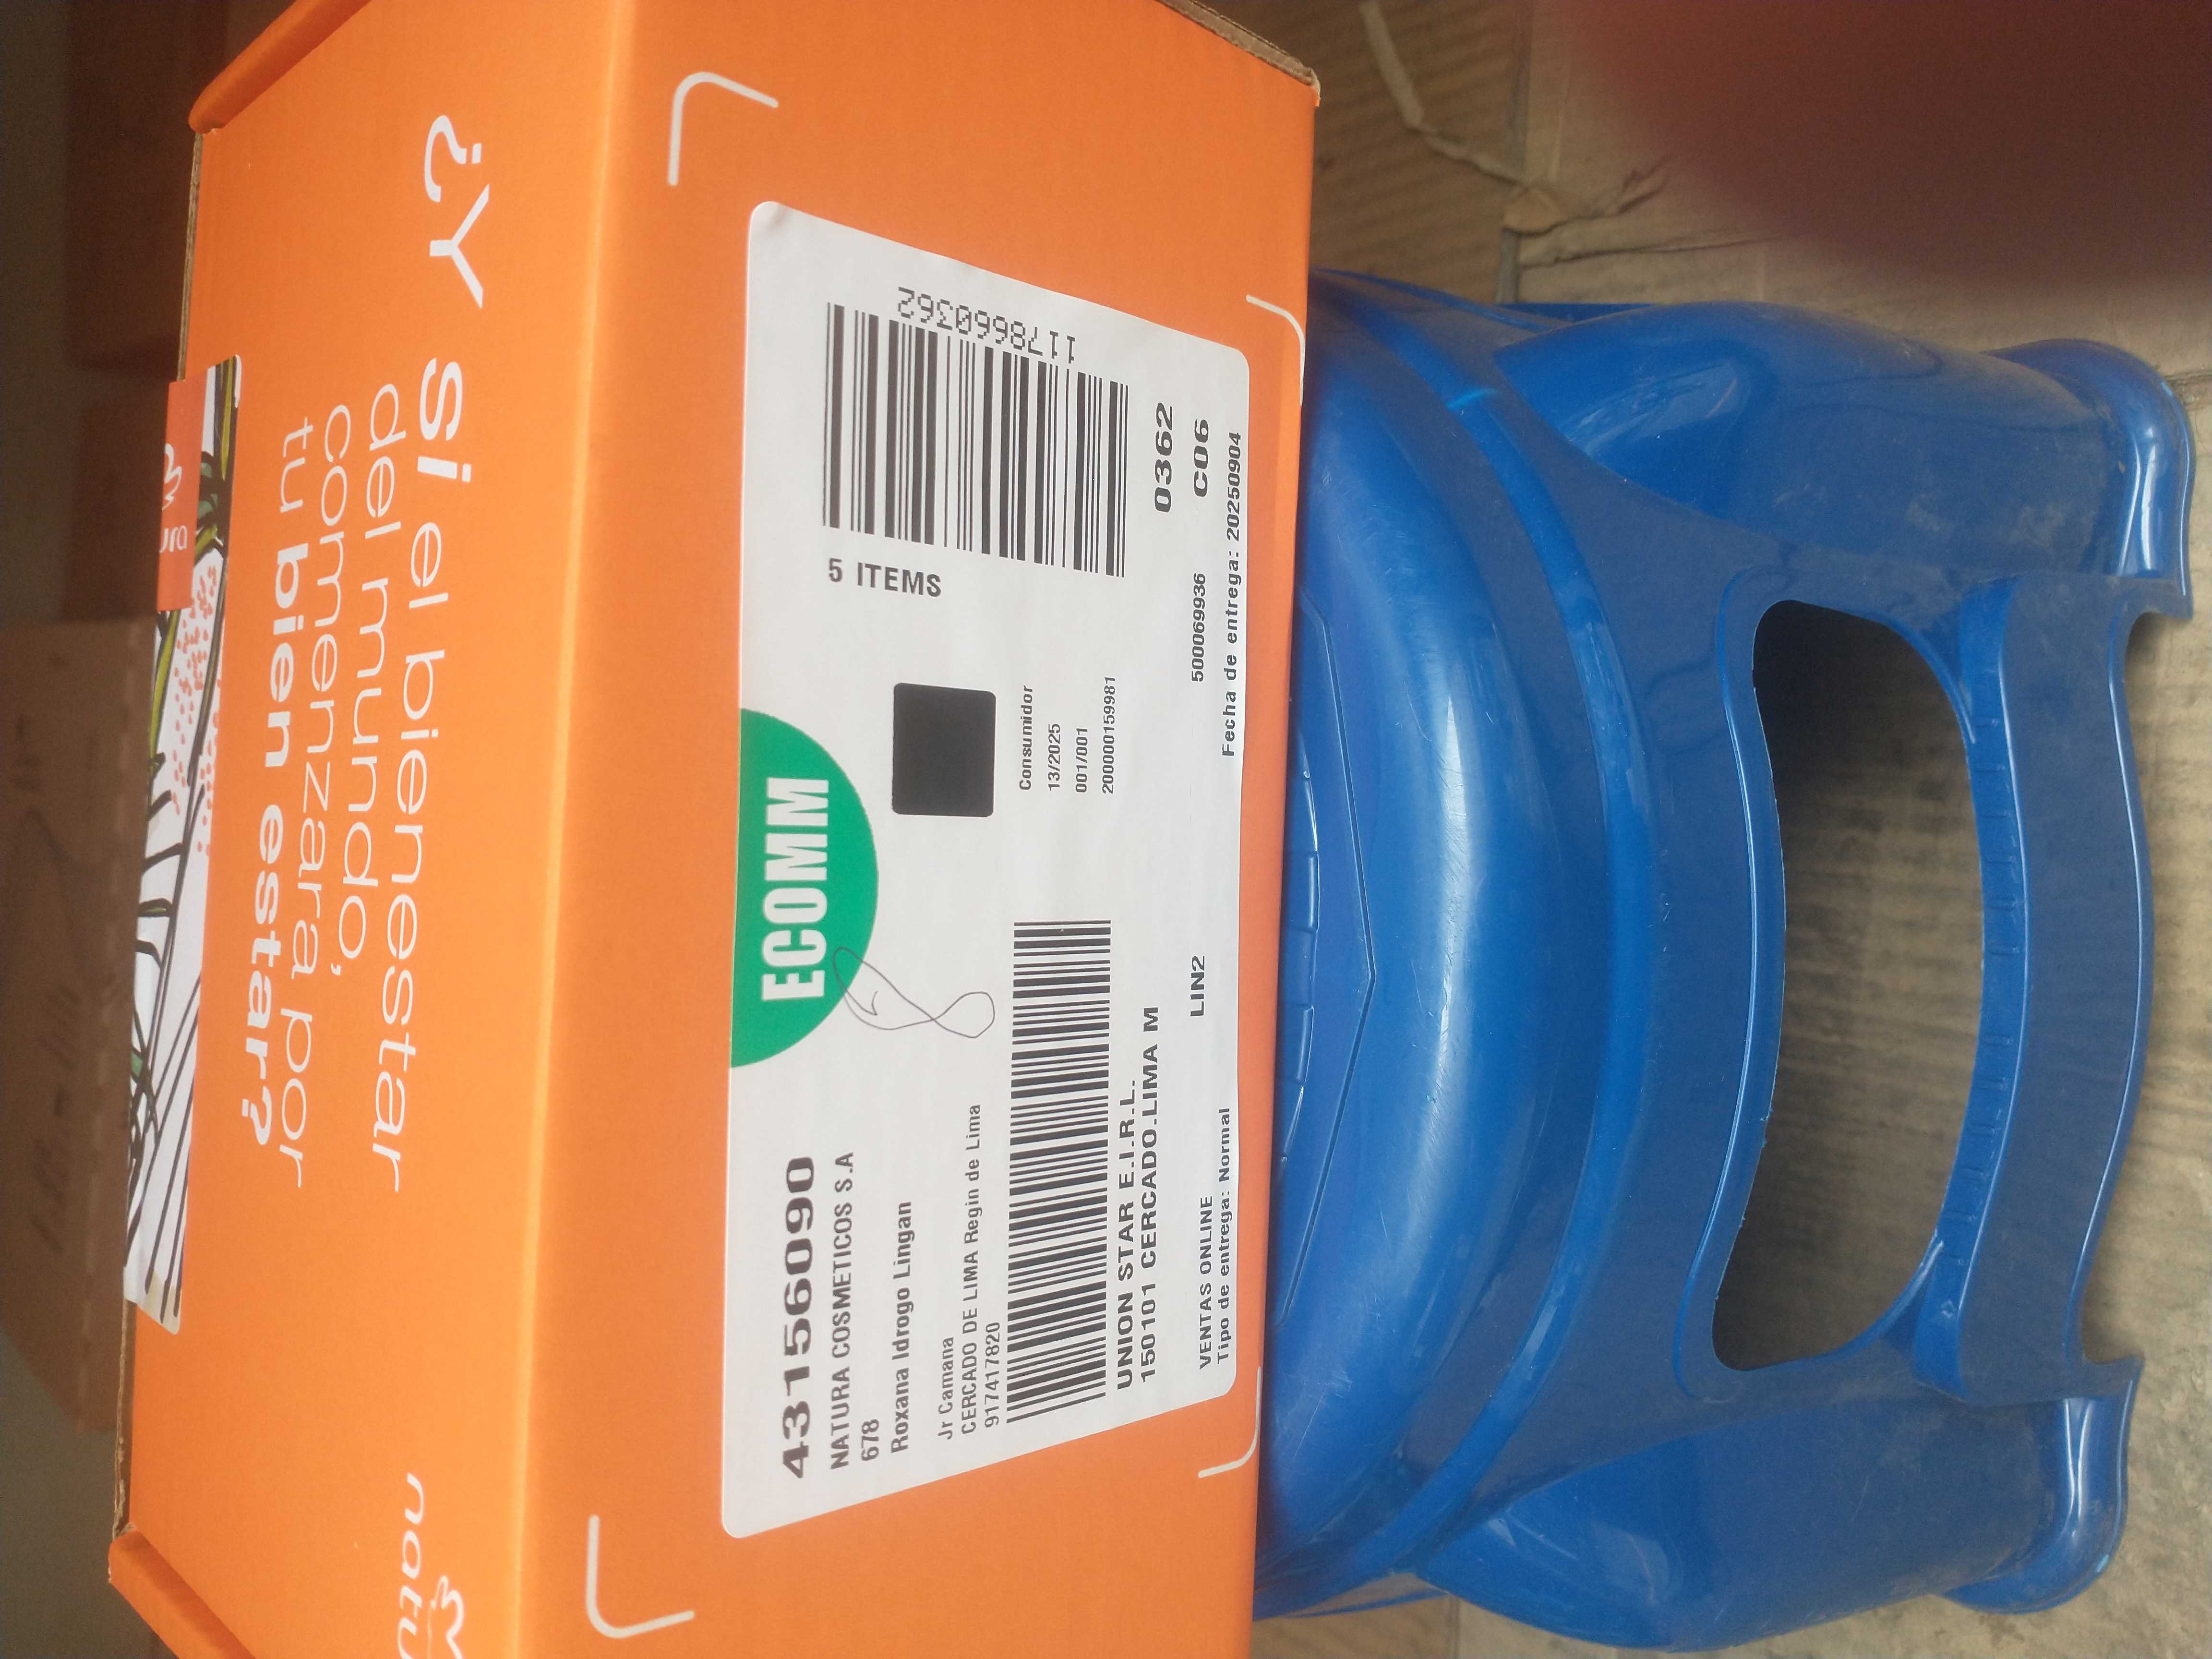 ¿Y si el bienestar
del mundo,
comenzara por
tu bien estar?
ECOMM
43156090
NATURA COSMETICOS S.A
678
Roxana Idrogo Lingan
Jr Camana
CERCADO DE LIMA Regin de Lima
917417820
UNION STAR E.I.R.L.
150101 CERCADO.LIMA M
VENTAS ONLINE
LIN2
Tipo de entrega: Normal
5 ITEMS
1178660362
Consumidor
13/2025
001/001
2000000159981
0362
500069936
C06
Fecha de entrega: 20250904